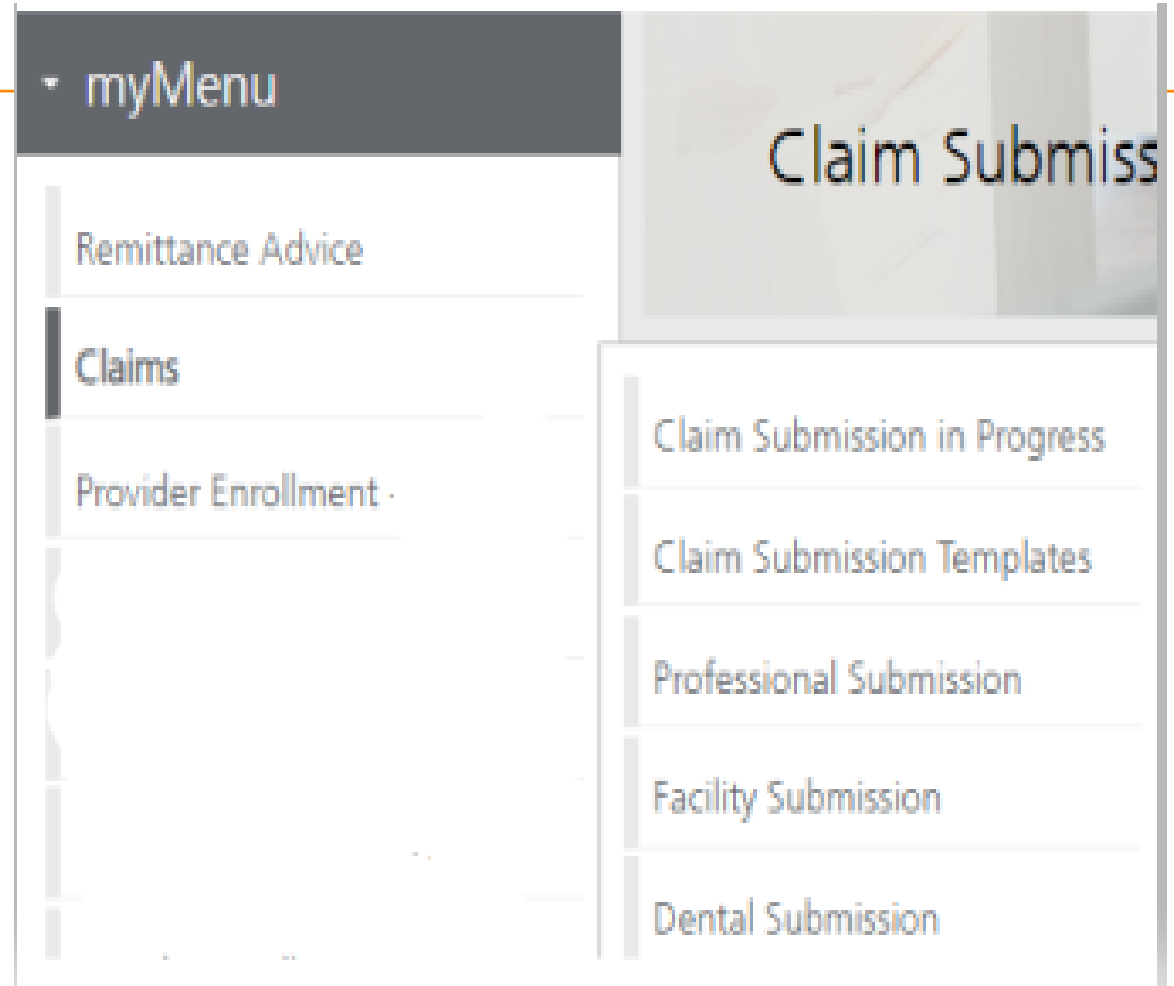 myMenu
Claim Submiss
Remittance Advice
Claims
Provider Enrollment -
Claim Submission in Progress
Claim Submission Templates
Professional Submission
Facility Submission
Dental Submission